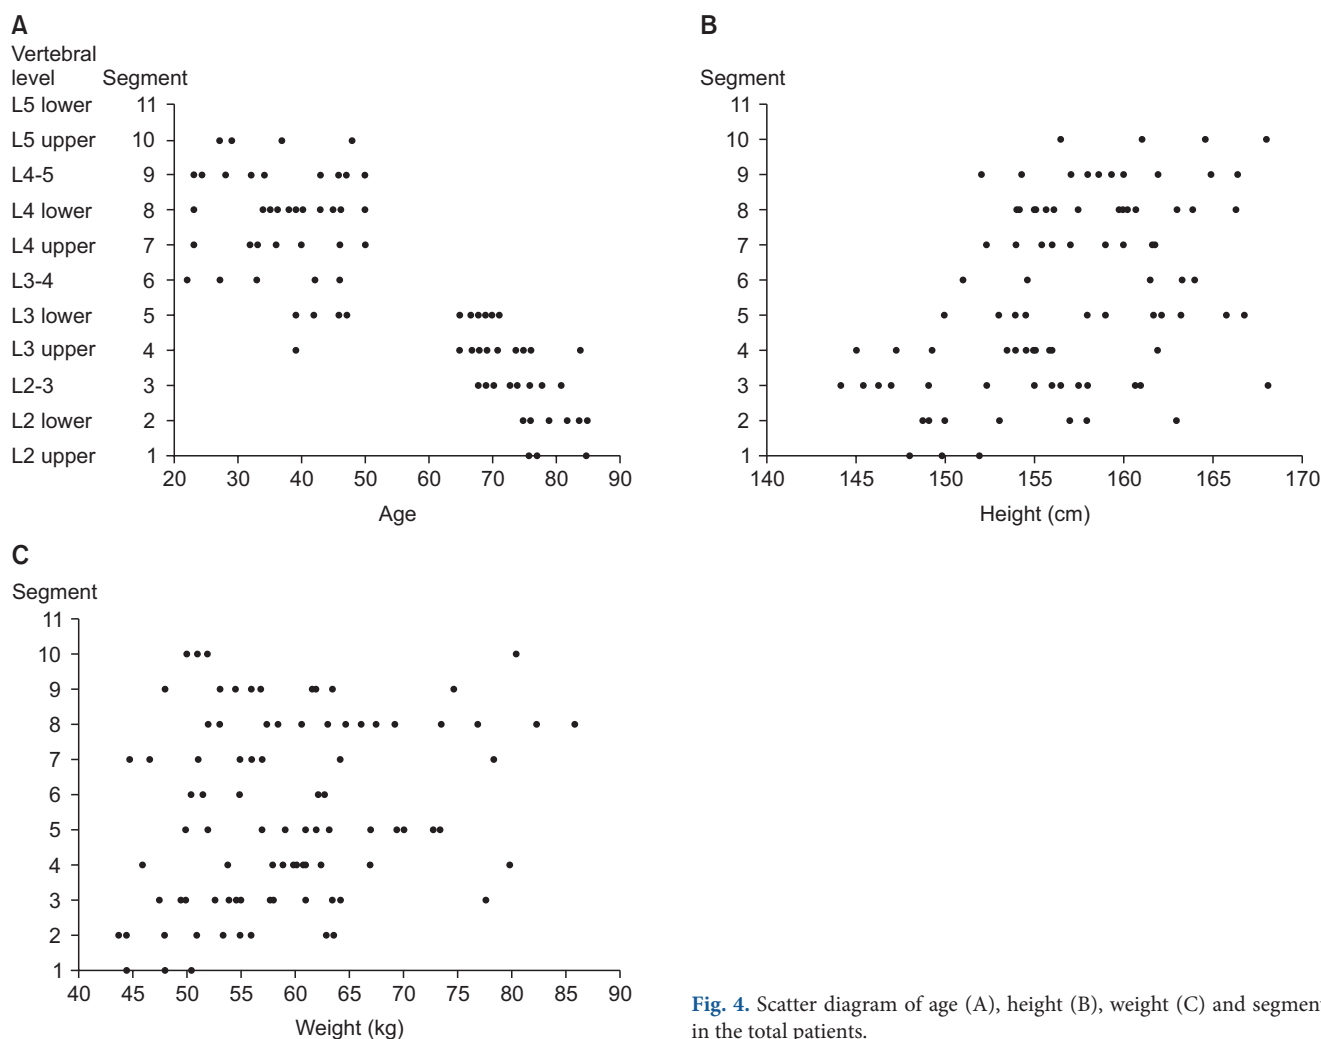 A
Vertebral
level Segment
L5 lower 11
L5 upper 10
L4-5 9
L4 lower 8
L4 upper 7
L3-4 6
L3 lower 5
L3 upper 4
L2-3 3
L2 lower 2
L2 upper 1
20 30 40 50 60 70 80 90
Age
B
Segment
11
10
9
8
7
6
5
4
3
2
1
140 145 150 155 160 165 170
Height (cm)
C
Segment
11
10
9
8
7
6
5
4
3
2
1
40 45 50 55 60 65 70 75 80 85 90
Weight (kg)
Fig. 4. Scatter diagram of age (A), height (B), weight (C) and segment
in the total patients.